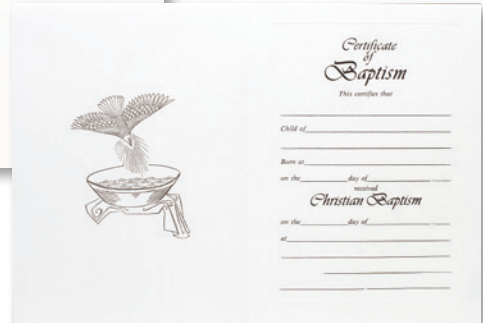 Certificate
of
Baptism
This certifies that
Child of
Born at
on the day of
received
Christian Baptism
on the day of
at